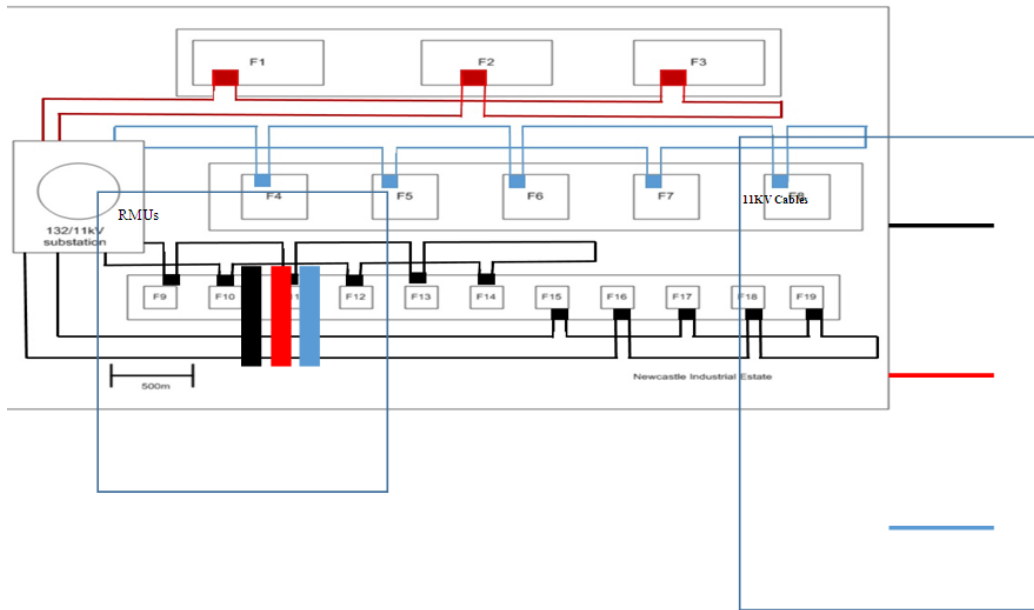 F1
F2
F3
F4
F5
F6
F7
F8
11KV Cables
RMUs
132/11kV
substation
F9
F10
F12
F13
F14
F15
F16
F17
F18
F19
500m
Newcastle Industrial Estate